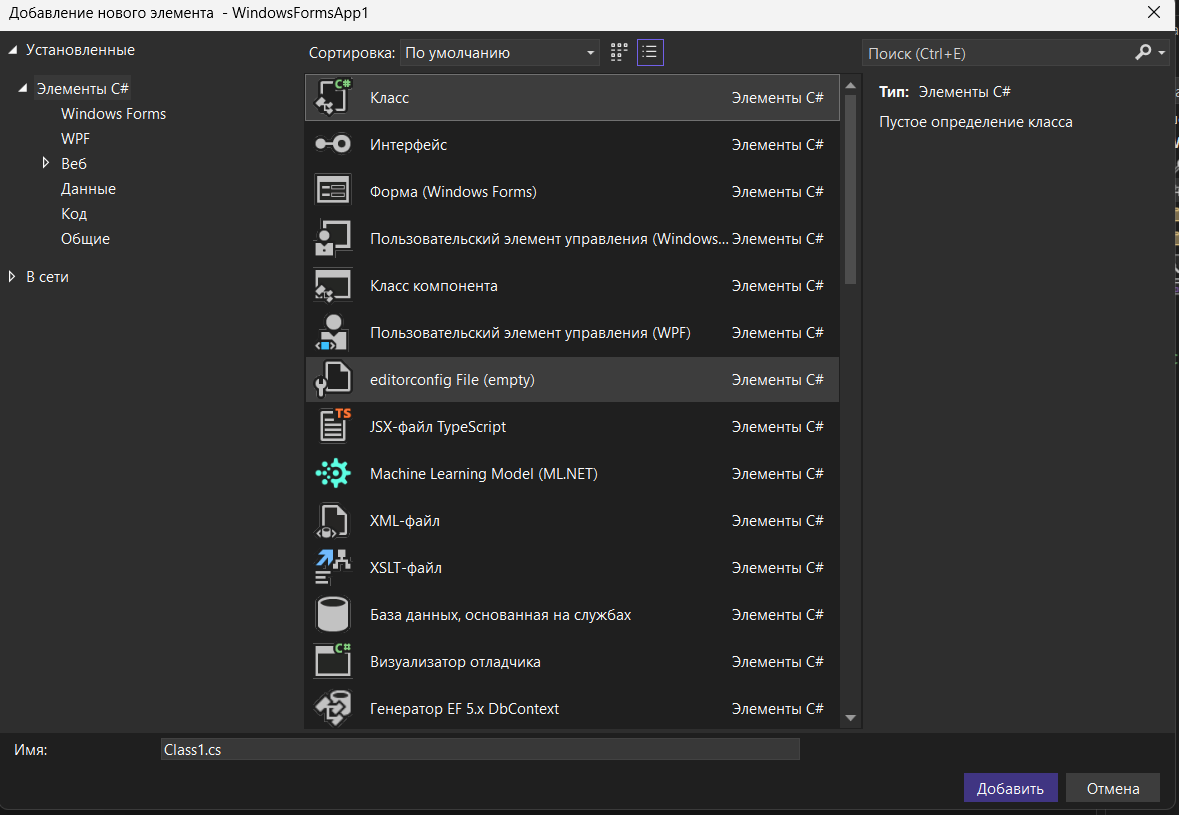 Добавление нового элемента - WindowsFormsApp1
Установленные
Элементы C#
Windows Forms
WPF
Веб
Данные
Код
Общие
В сети
Сортировка: По умолчанию
Поиск (Ctrl+E)
C# Класс Элементы C#
Интерфейс Элементы C#
Форма (Windows Forms) Элементы C#
Пользовательский элемент управления (Windows... Элементы C#
Класс компонента Элементы C#
Пользовательский элемент управления (WPF) Элементы C#
editorconfig File (empty) Элементы C#
TS JSX-файл TypeScript Элементы C#
Machine Learning Model (ML.NET) Элементы C#
XML-файл Элементы C#
XSLT-файл Элементы C#
База данных, основанная на службах Элементы C#
C# Визуализатор отладчика Элементы C#
Генератор EF 5.x DbContext Элементы C#
Тип: Элементы C#
Пустое определение класса
Имя: Class1.cs
Добавить Отмена